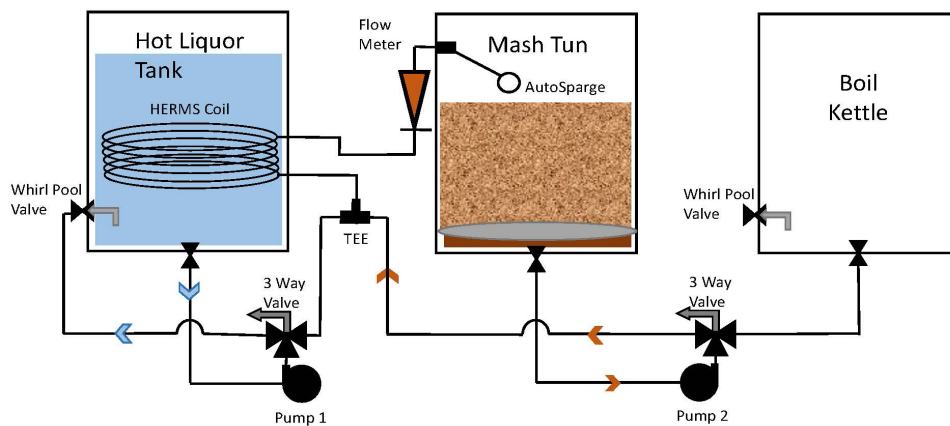 Hot Liquor
Tank
HERMS Coil
Flow
Meter
Mash Tun
AutoSparge
Boil
Kettle
Whirl Pool
Valve
TEE
Whirl Pool
Valve
3 Way
Valve
3 Way
Valve
Pump 1
Pump 2